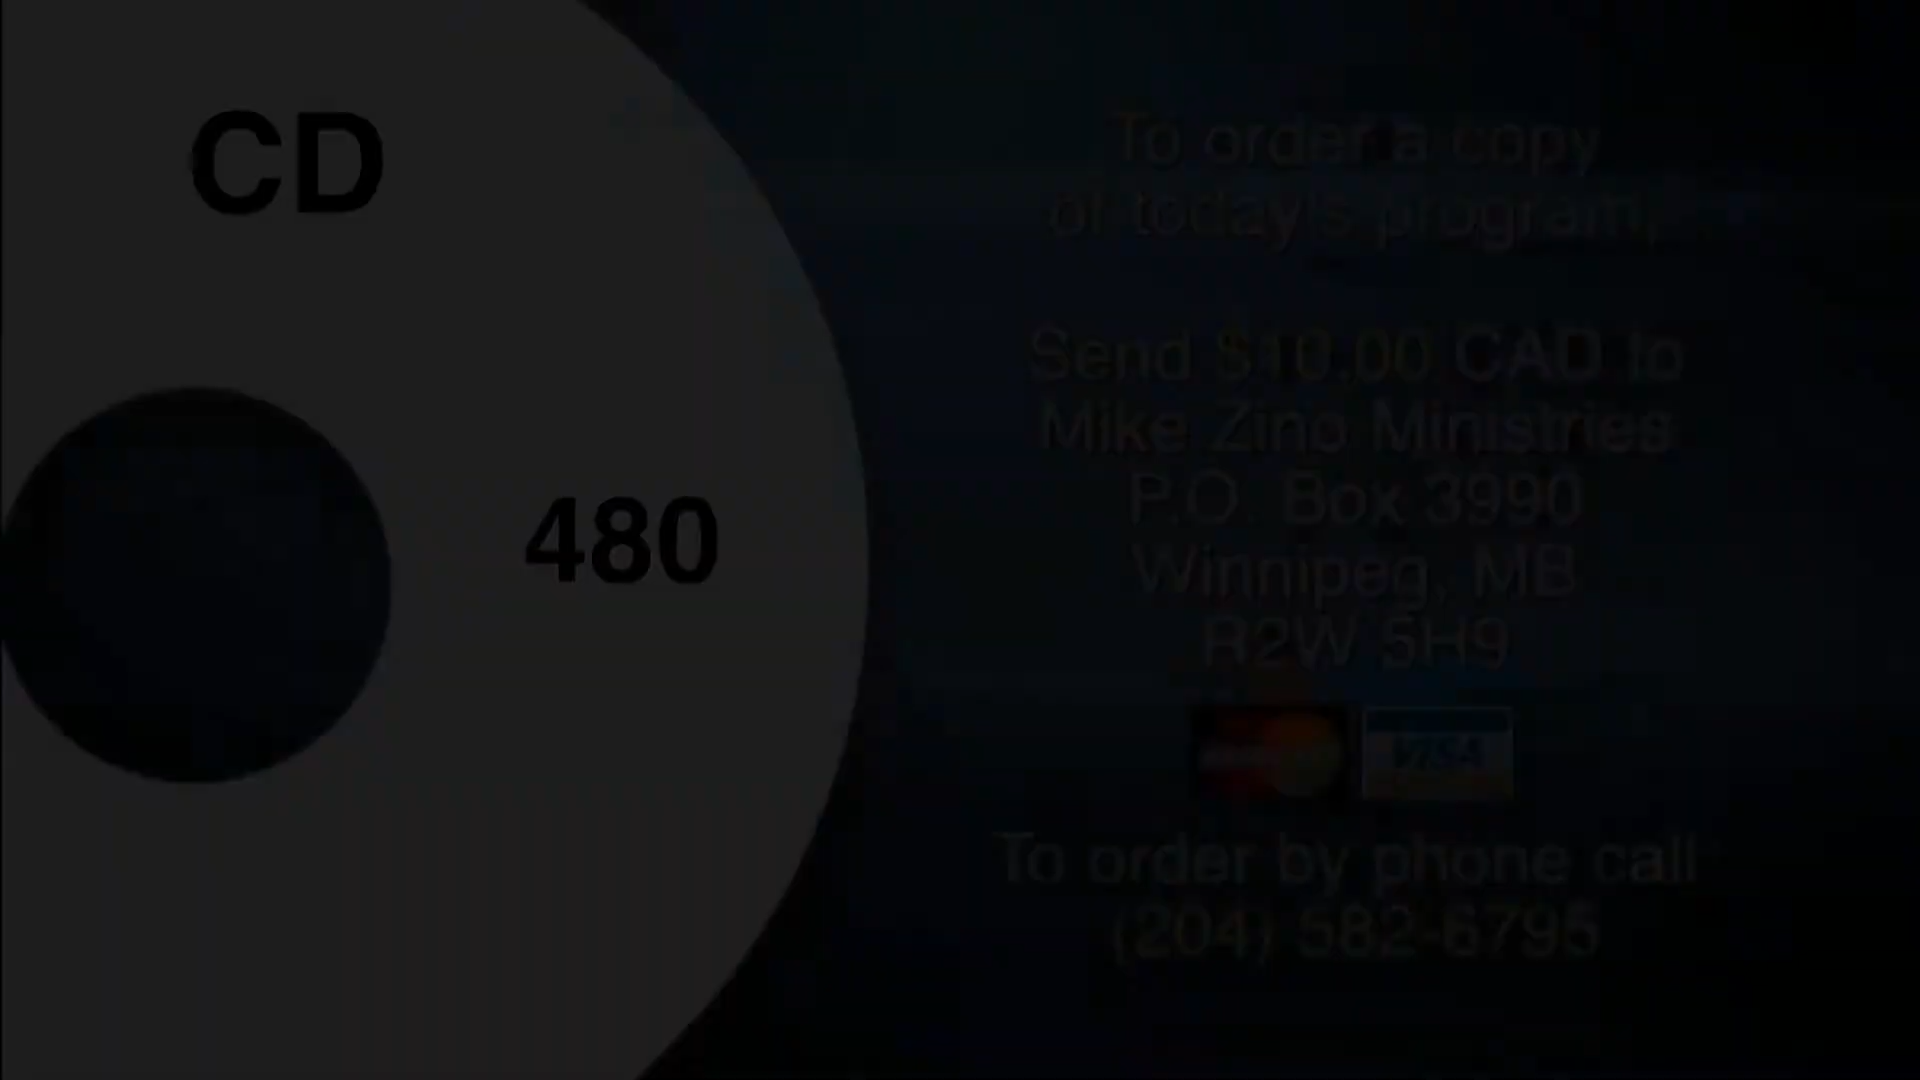 CD
480
To order a copy
of today's program,
Send $10.00 CAD to
Mike Zino Ministries
P.O. Box 3990
Winnipeg, MB
R2W 5H9
VISA
To order by phone call
(204) 582-6795